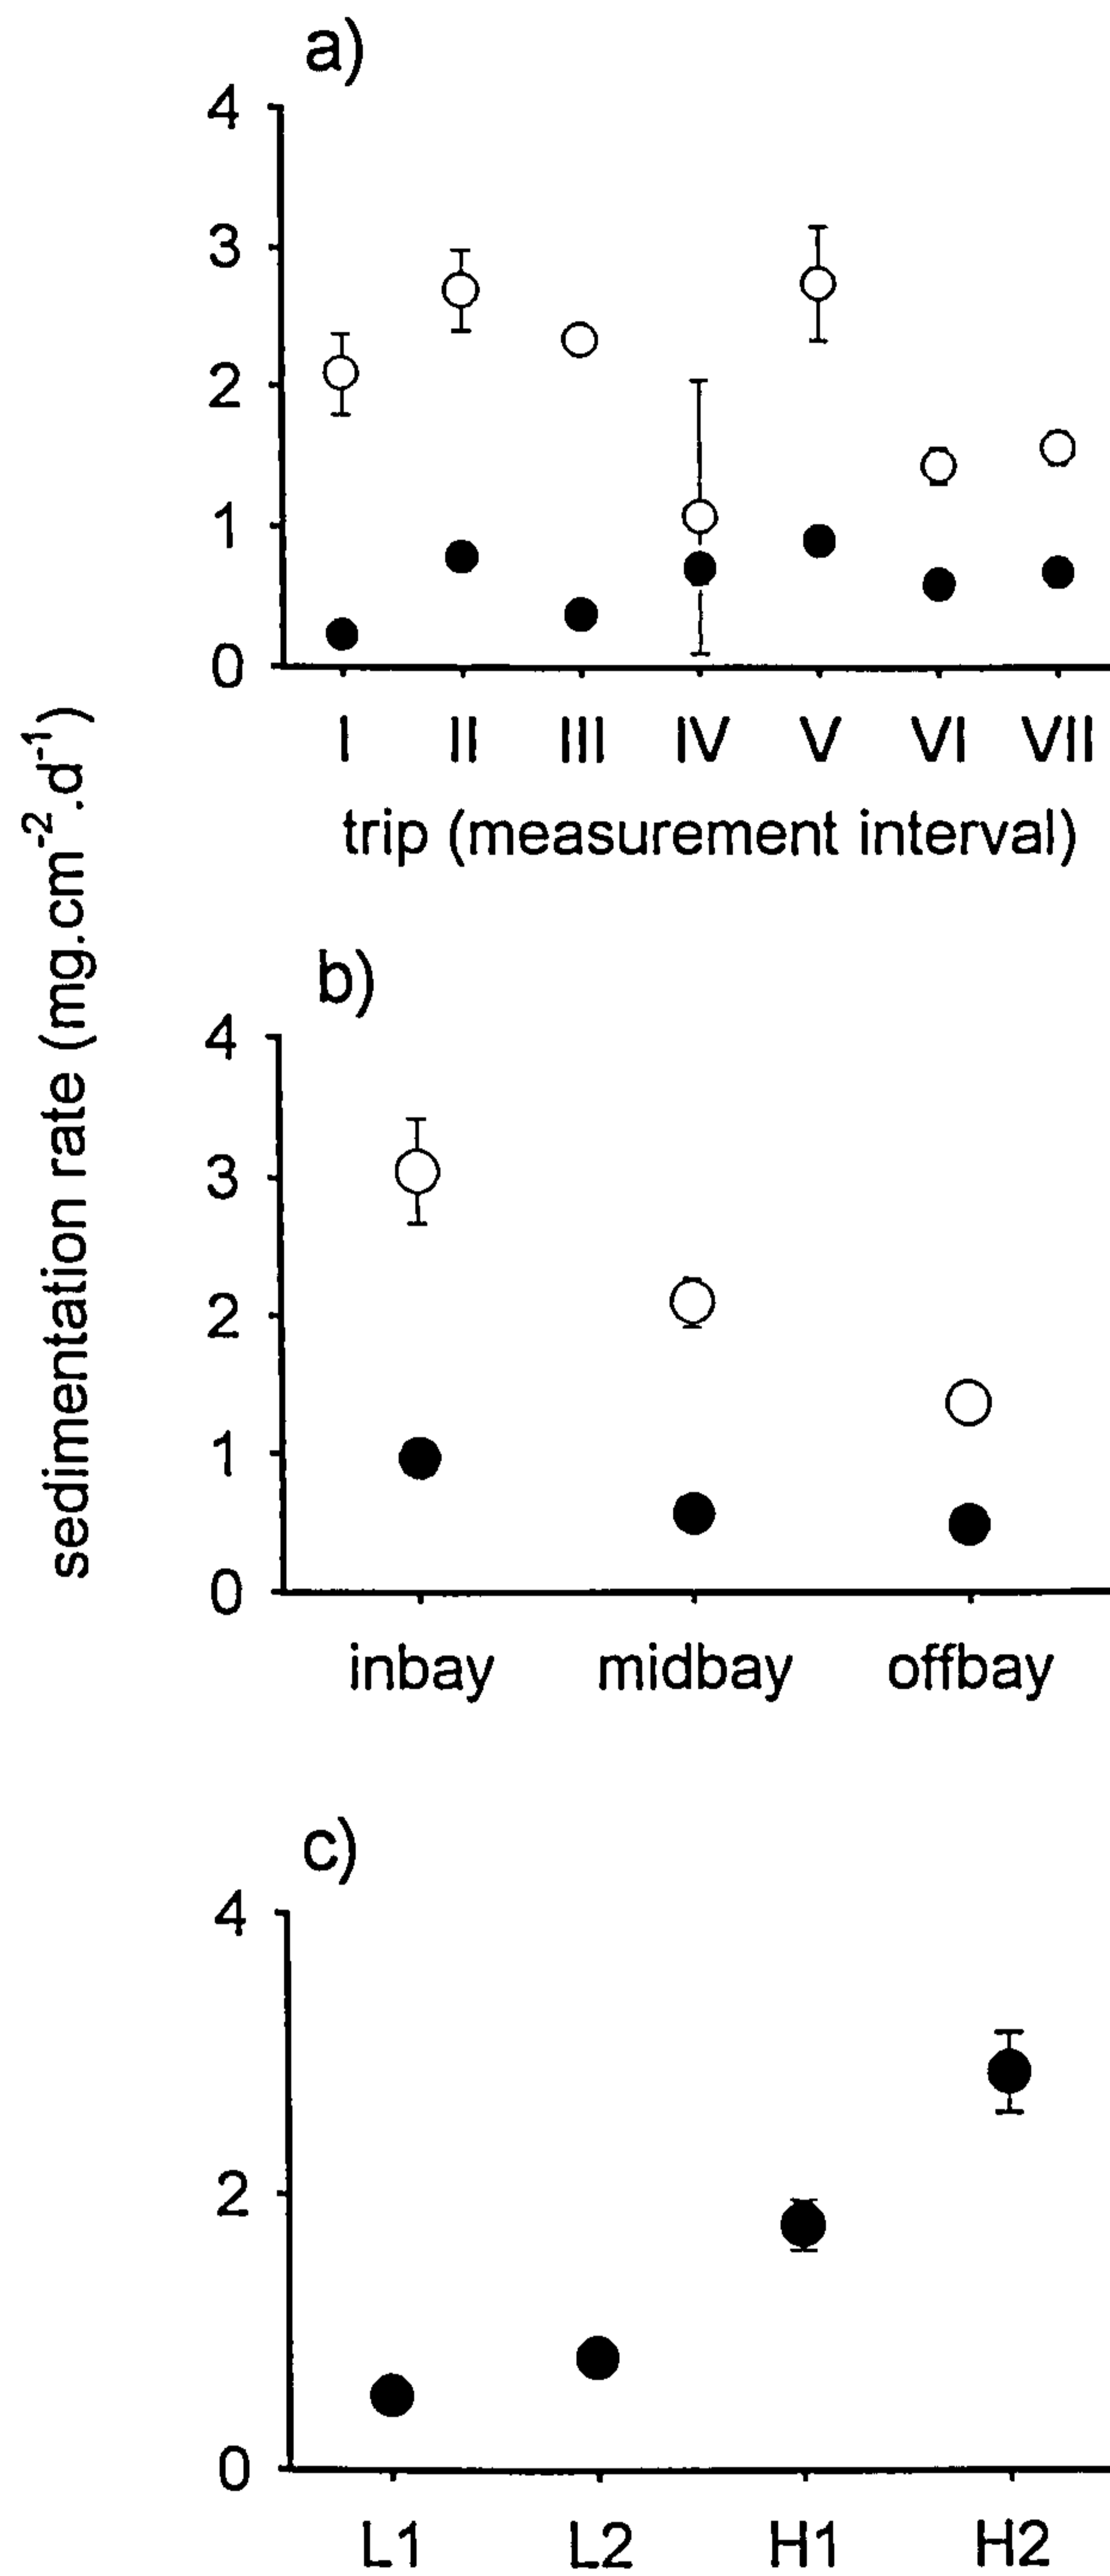 a)
4
3
2
1
0
I II III IV V VI VII
trip (measurement interval)
sedimentation rate (mg.cm⁻².d⁻¹)
b)
4
3
2
1
0
inbay midbay offbay
c)
4
2
0
L1 L2 H1 H2